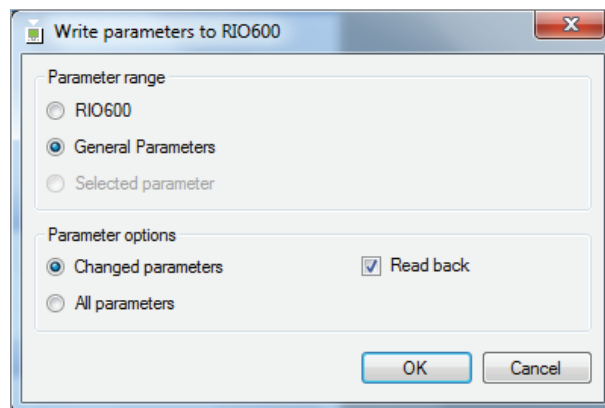 Write parameters to RIO600
Parameter range
RIO600
General Parameters
Selected parameter
Parameter options
Changed parameters
Read back
All parameters
OK
Cancel